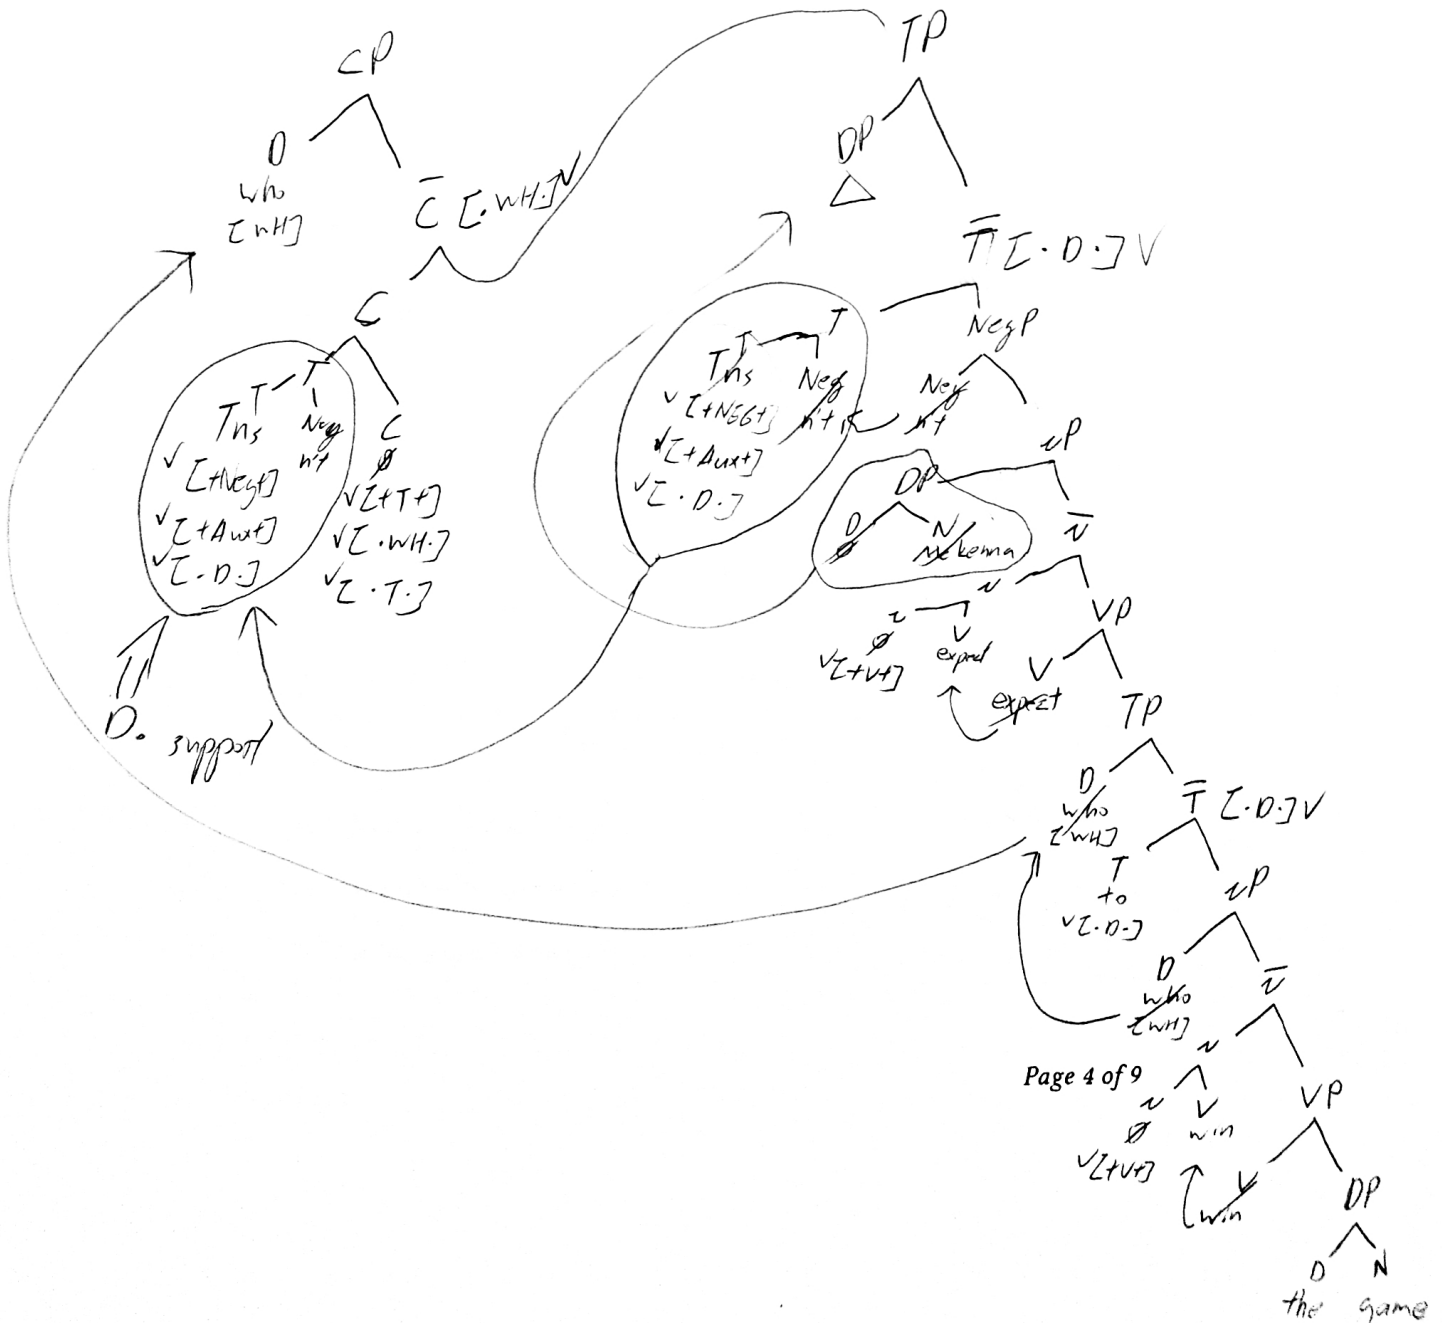 CP
D
who
[WH]
C̄ [·WH·] ✓
C
T
T
Tns
✓[+Neg+]
✓[+Aux+]
✓[·D·]
Neg
n't
C
∅
✓[+T+]
✓[·WH·]
✓[·T·]
D. support
TP
DP
T̄ [·D·] ✓
T
T
Tns
✓[+NEG+]
✓[+Aux+]
✓[·D·]
Neg
n't
NegP
Neg
n't
vP
DP
D
∅
N
Mckenna
v̄
v
v
∅
✓[+V+]
V
expect
VP
V
expect
TP
D
who
[WH]
T̄ [·D·] ✓
T
to
✓[·D·]
vP
D
who
[WH]
v̄
v
Page 4 of 9
v
∅
✓[+V+]
V
win
VP
V
win
DP
D
the
N
game